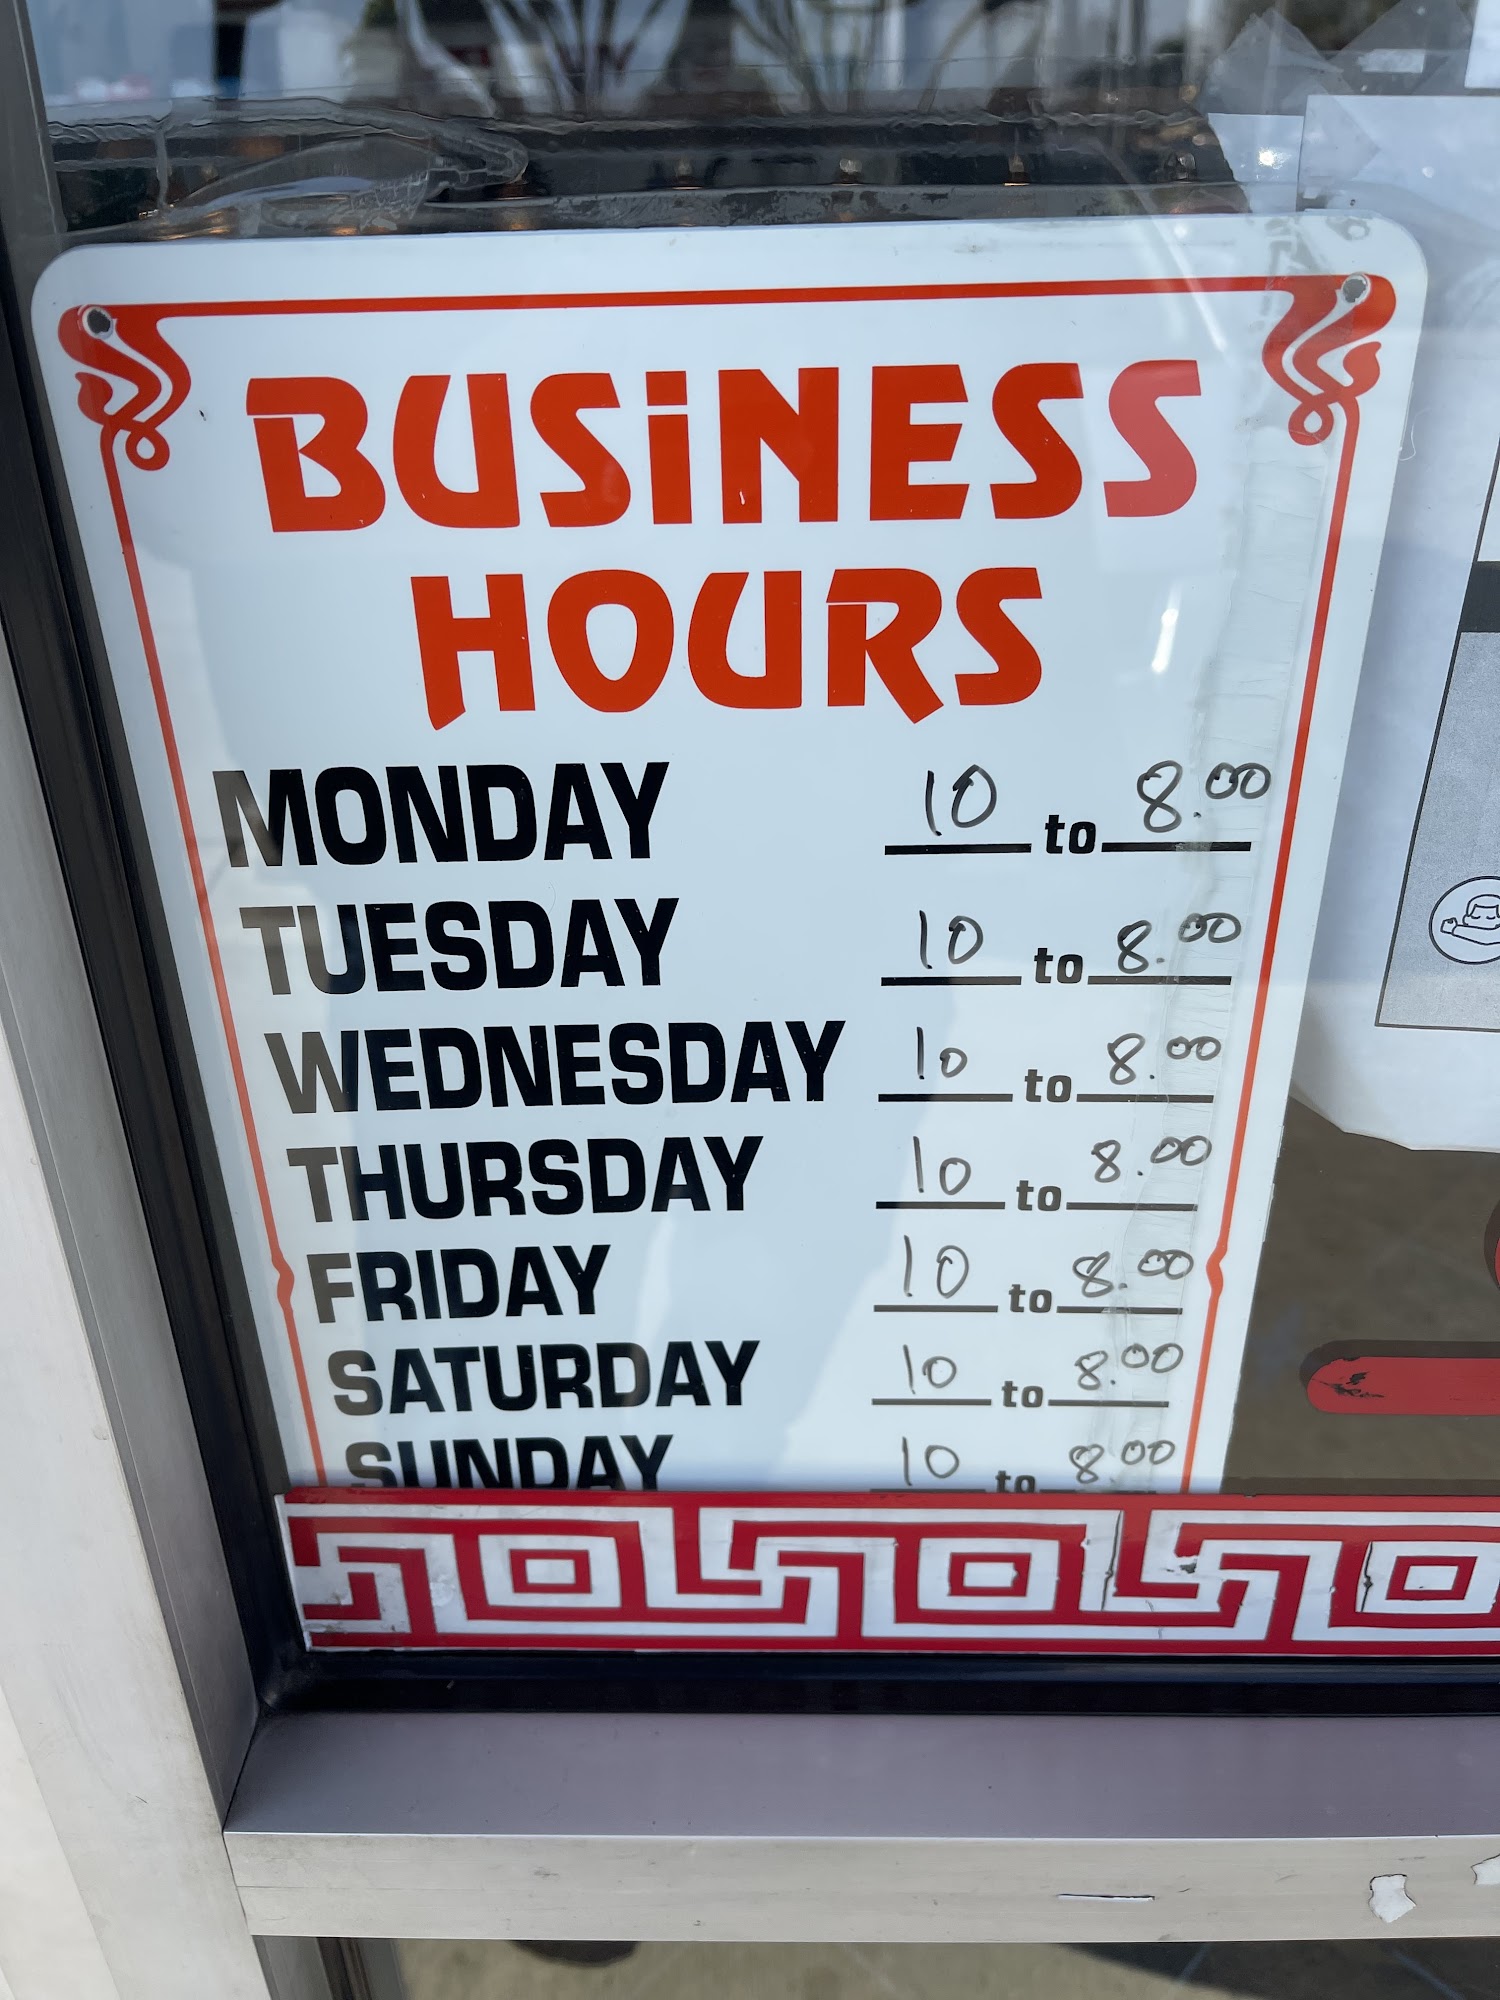 BUSiNESS
HOURS
MONDAY 10 to 8.00
TUESDAY 10 to 8.00
WEDNESDAY 10 to 8.00
THURSDAY 10 to 8.00
FRIDAY 10 to 8.00
SATURDAY 10 to 8.00
SUNDAY 10 to 8.00